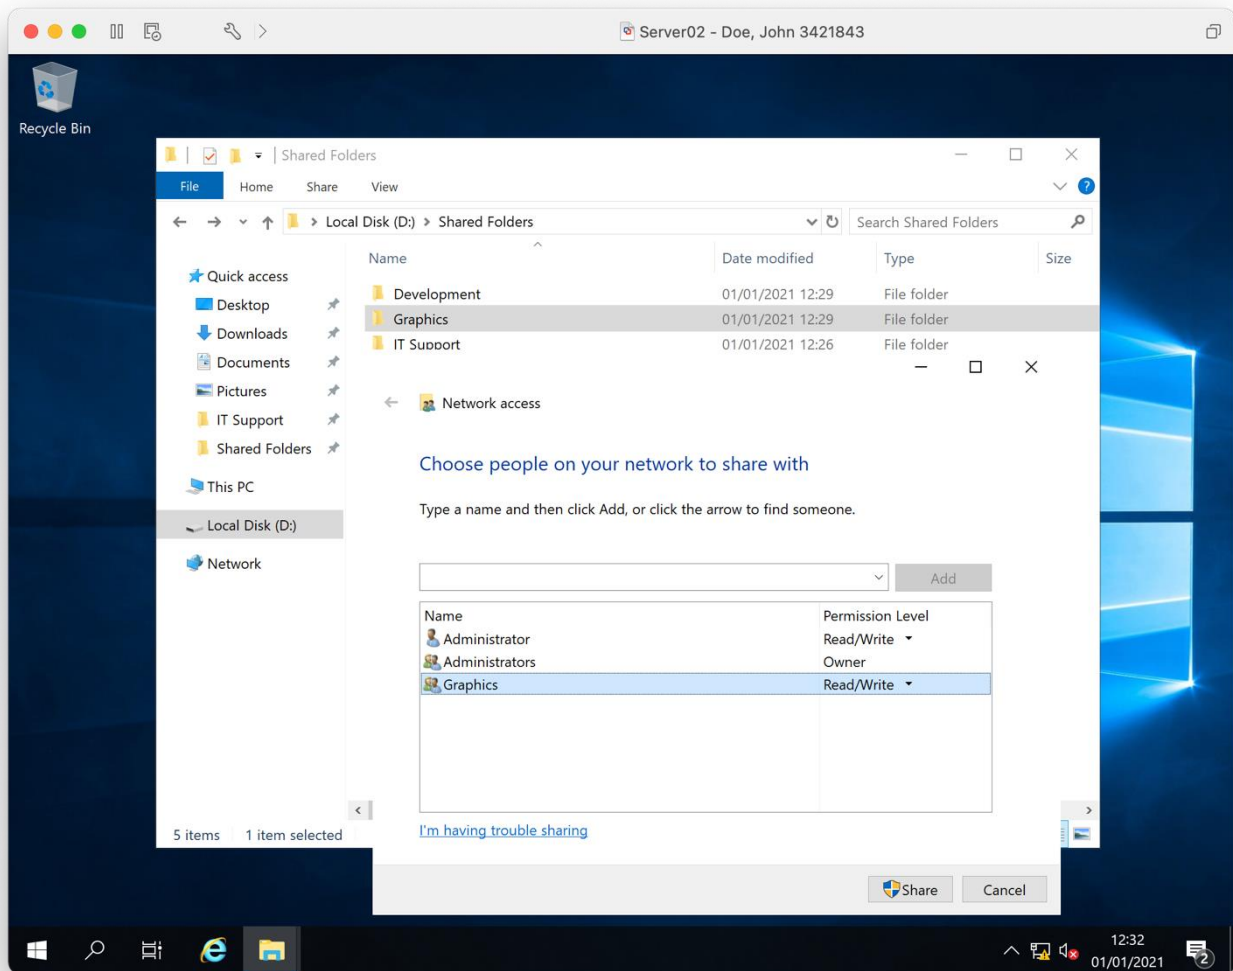 Server02 - Doe, John 3421843
Recycle Bin
Shared Folders
File Home Share View
Local Disk (D:) > Shared Folders
Search Shared Folders
Name Date modified Type Size
Quick access
Desktop
Downloads
Documents
Pictures
IT Support
Shared Folders
This PC
Local Disk (D:)
Network
Development 01/01/2021 12:29 File folder
Graphics 01/01/2021 12:29 File folder
IT Support 01/01/2021 12:26 File folder
Network access
Choose people on your network to share with
Type a name and then click Add, or click the arrow to find someone.
Add
Name Permission Level
Administrator Read/Write
Administrators Owner
Graphics Read/Write
I'm having trouble sharing
5 items 1 item selected
Share Cancel
12:32
01/01/2021
2